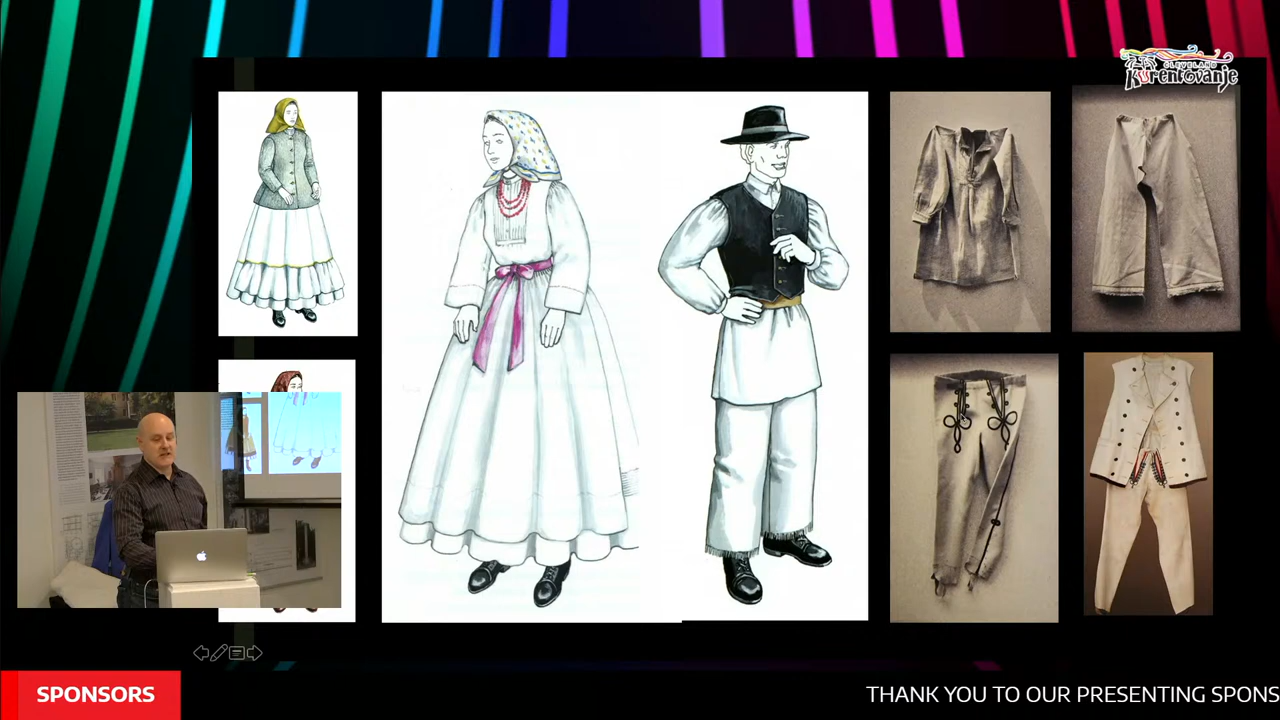 CLEVELAND
Kurentovanje
SPONSORS
THANK YOU TO OUR PRESENTING SPONS